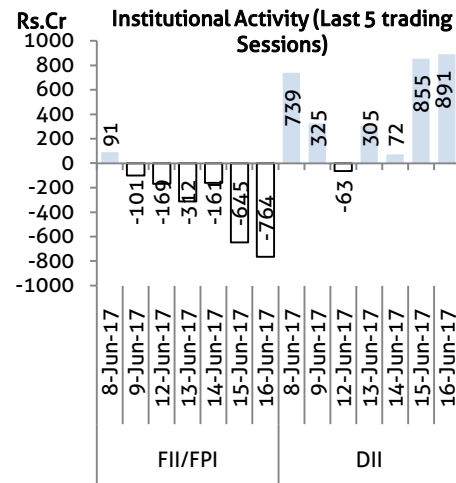 Rs.Cr
Institutional Activity (Last 5 trading
Sessions)
1000
800
600
400
200
0
-200
-400
-600
-800
-1000
91
-101
-169
-312
-161
-645
-764
739
325
-63
305
72
855
891
8-Jun-17
9-Jun-17
12-Jun-17
13-Jun-17
14-Jun-17
15-Jun-17
16-Jun-17
8-Jun-17
9-Jun-17
12-Jun-17
13-Jun-17
14-Jun-17
15-Jun-17
16-Jun-17
FII/FPI
DII